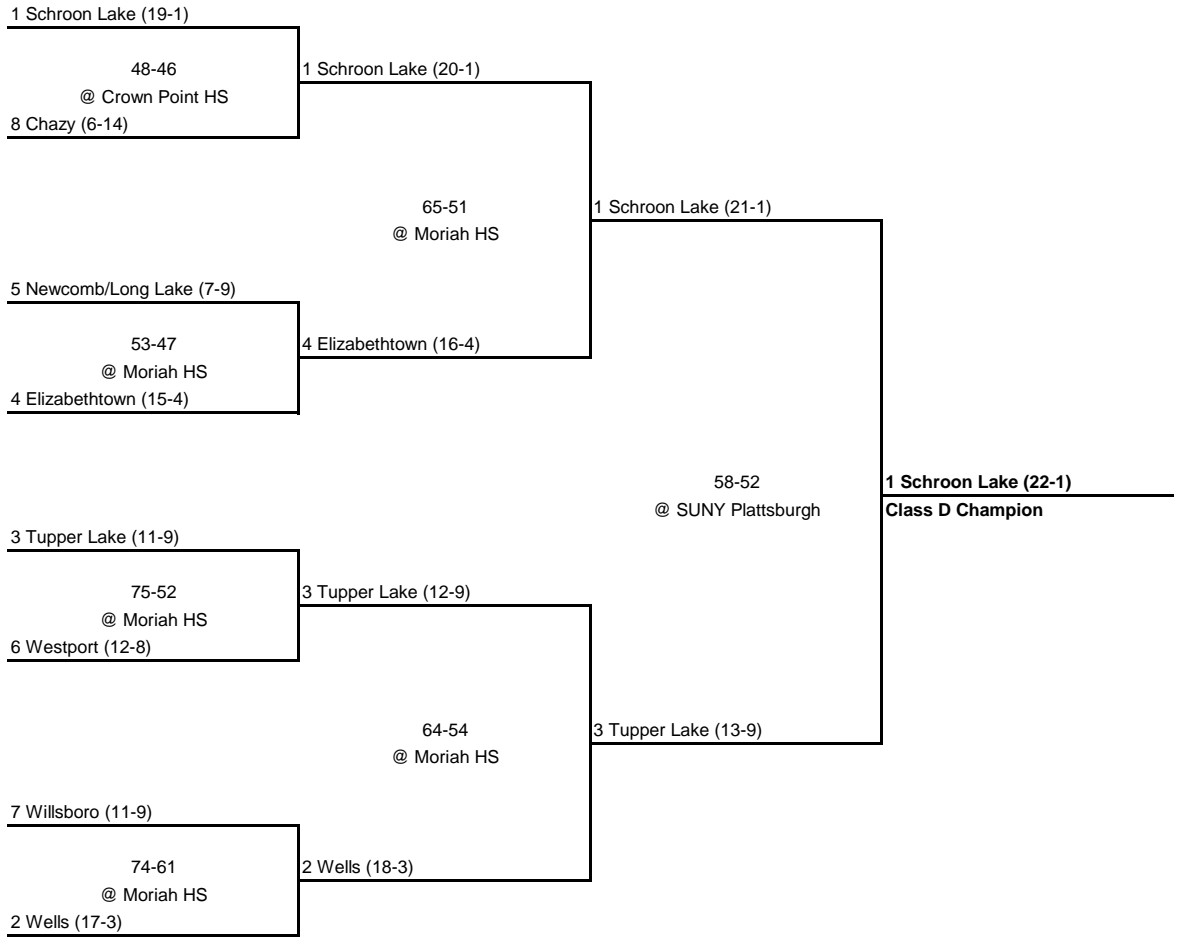 1 Schroon Lake (19-1)
48-46
@ Crown Point HS
8 Chazy (6-14)
1 Schroon Lake (20-1)
65-51
@ Moriah HS
1 Schroon Lake (21-1)
5 Newcomb/Long Lake (7-9)
53-47
@ Moriah HS
4 Elizabethtown (15-4)
4 Elizabethtown (16-4)
58-52
@ SUNY Plattsburgh
1 Schroon Lake (22-1)
Class D Champion
3 Tupper Lake (11-9)
75-52
@ Moriah HS
6 Westport (12-8)
3 Tupper Lake (12-9)
64-54
@ Moriah HS
3 Tupper Lake (13-9)
7 Willsboro (11-9)
74-61
@ Moriah HS
2 Wells (17-3)
2 Wells (18-3)